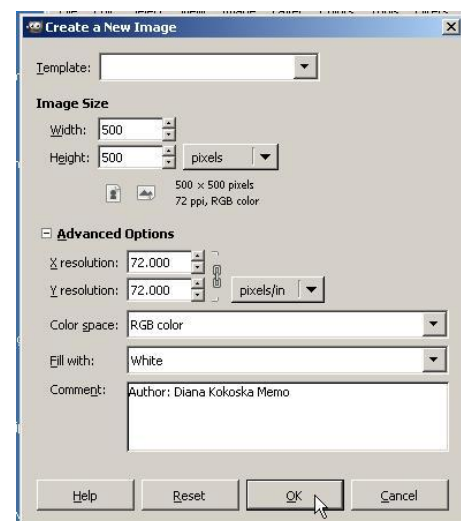 Create a New Image
Template:
Image Size
Width: 500
Height: 500 pixels
500 × 500 pixels
72 ppi, RGB color
Advanced Options
X resolution: 72.000
Y resolution: 72.000 pixels/in
Color space: RGB color
Fill with: White
Comment: Author: Diana Kokoska Memo
Help Reset OK Cancel